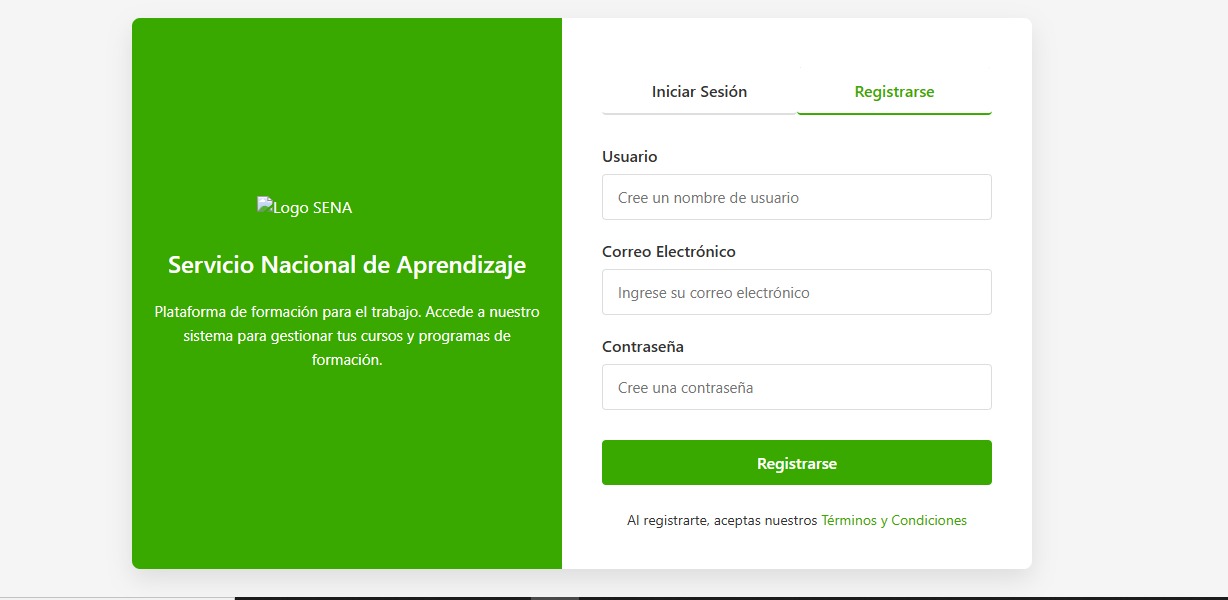 Logo SENA
Servicio Nacional de Aprendizaje
Plataforma de formación para el trabajo. Accede a nuestro
sistema para gestionar tus cursos y programas de
formación.
Iniciar Sesión
Registrarse
Usuario
Cree un nombre de usuario
Correo Electrónico
Ingrese su correo electrónico
Contraseña
Cree una contraseña
Registrarse
Al registrarte, aceptas nuestros Términos y Condiciones